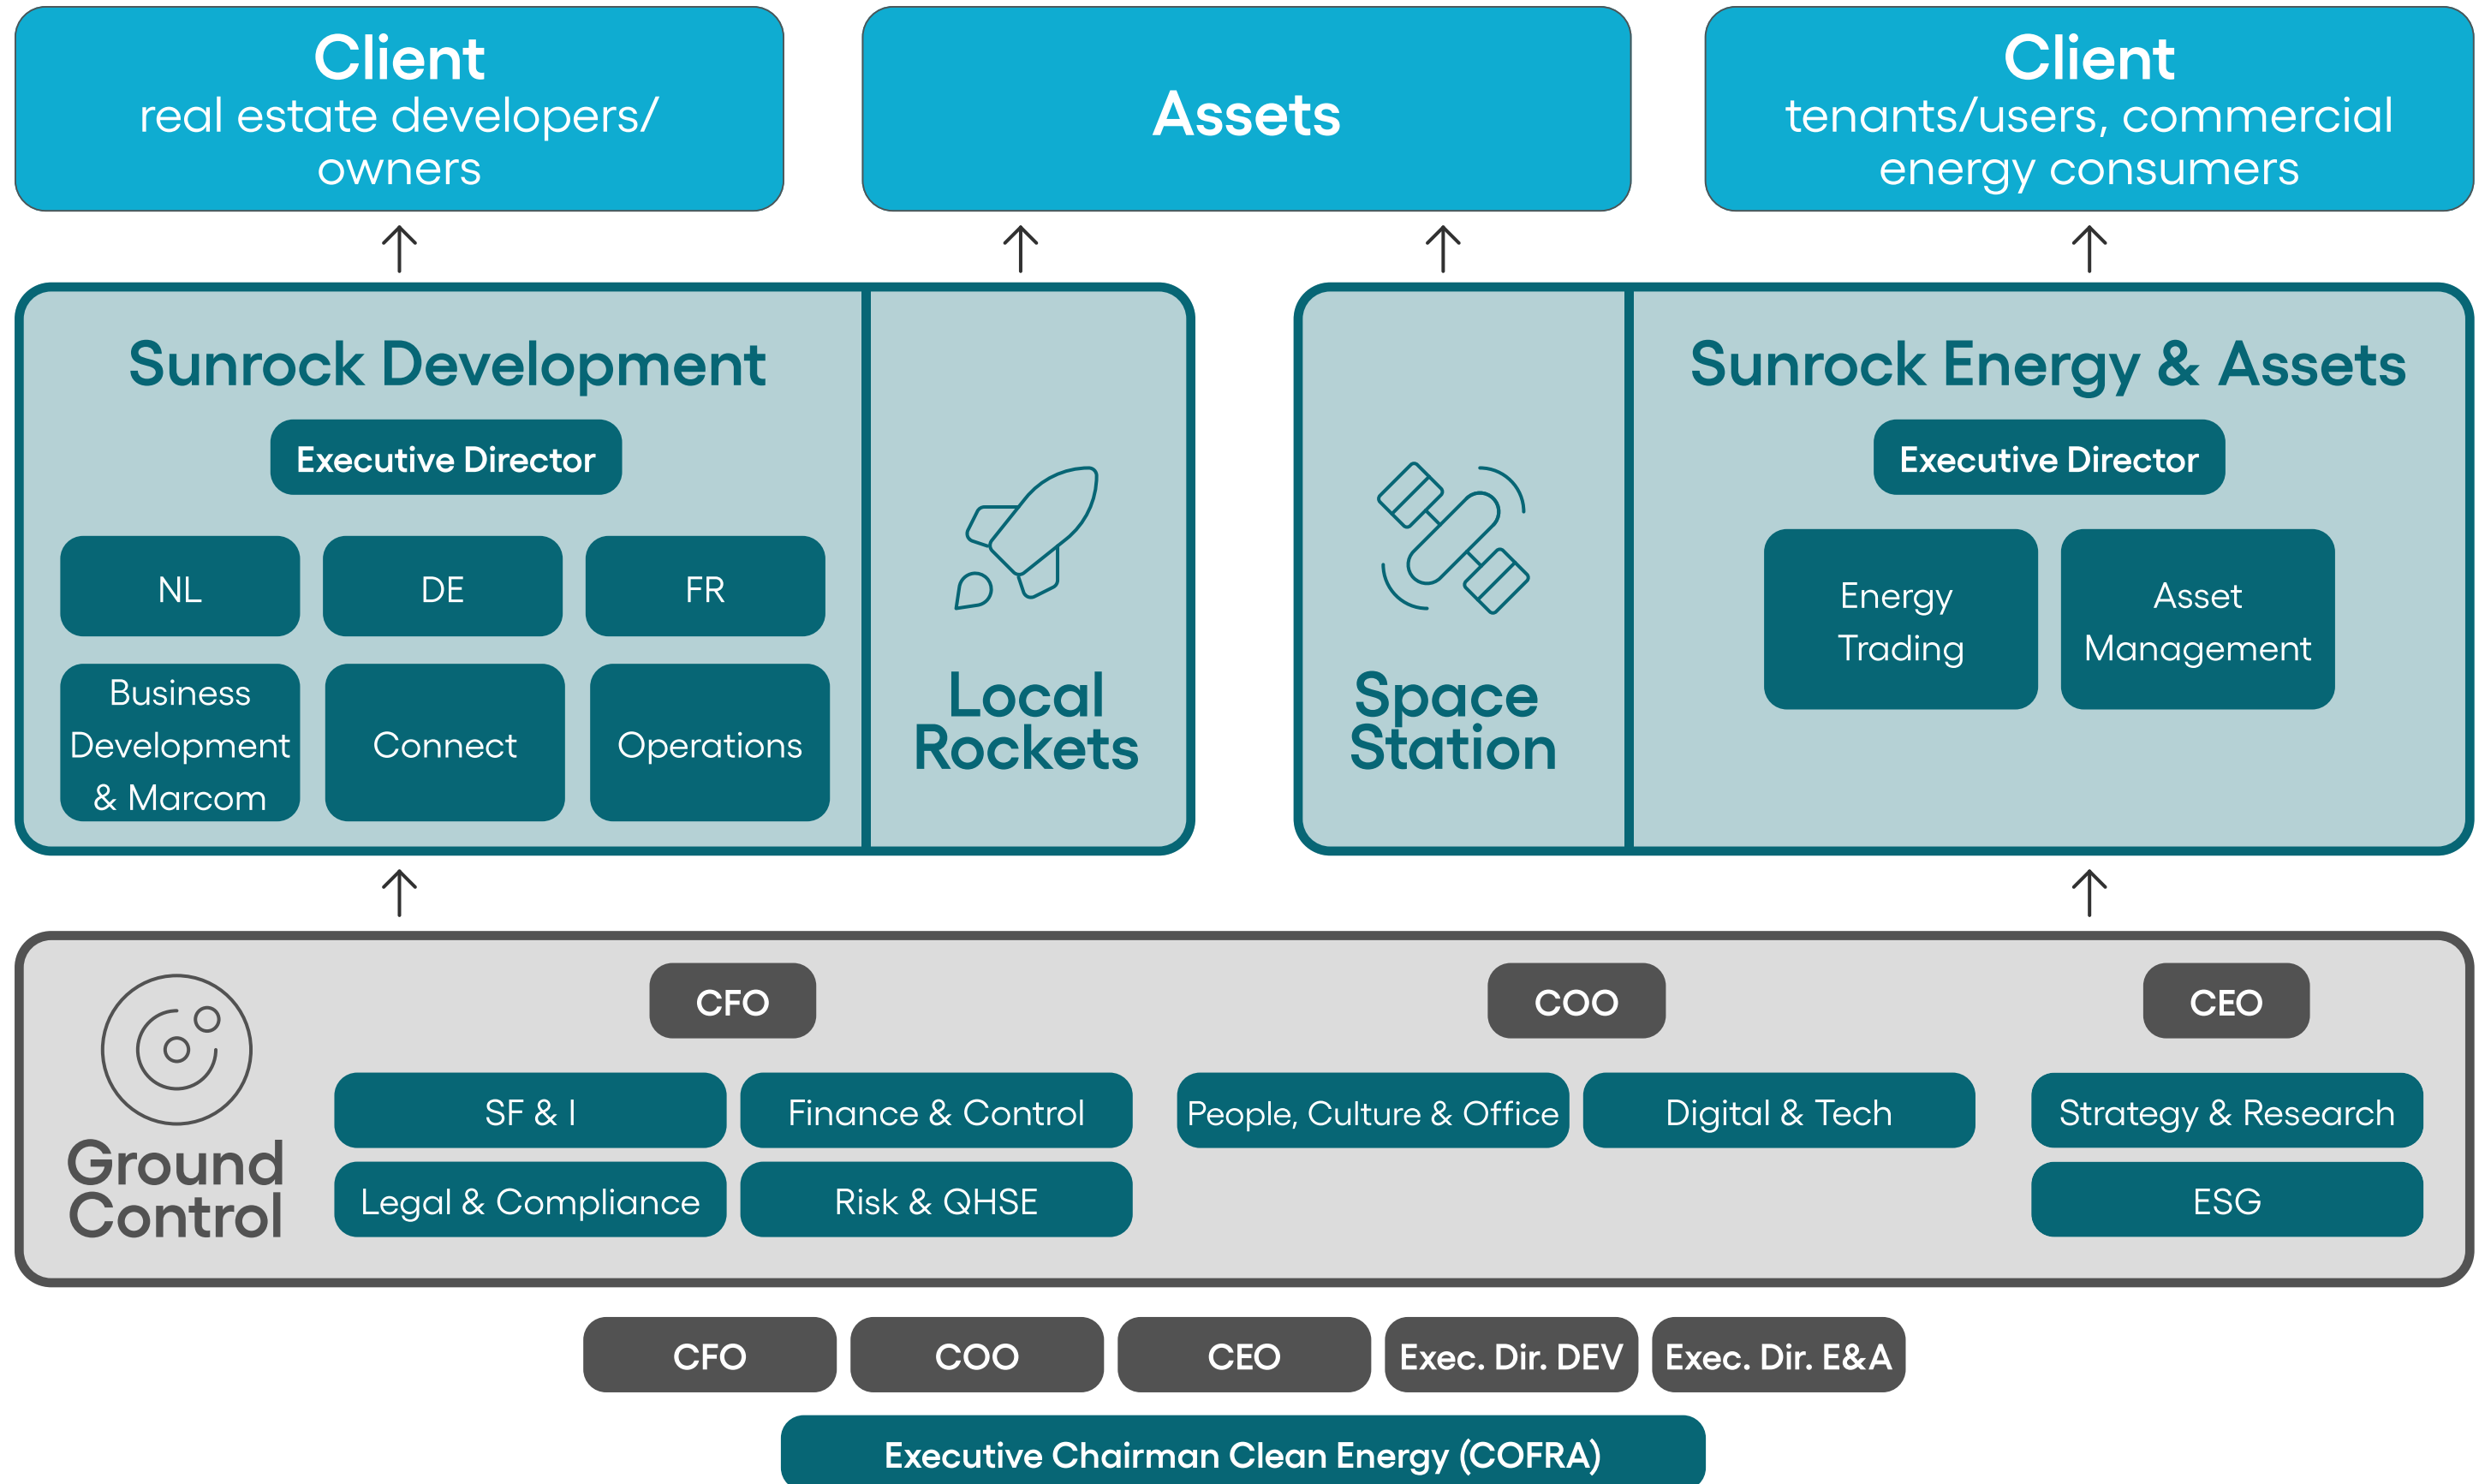 Client
real estate developers/
owners
Assets
Client
tenants/users, commercial
energy consumers
Sunrock Development
Executive Director
NL
DE
FR
Business
Development
& Marcom
Connect
Operations
Local
Rockets
Space
Station
Sunrock Energy & Assets
Executive Director
Energy
Trading
Asset
Management
Ground
Control
CFO
SF & I
Finance & Control
Legal & Compliance
Risk & QHSE
COO
People, Culture & Office
Digital & Tech
CEO
Strategy & Research
ESG
CFO
COO
CEO
Exec. Dir. DEV
Exec. Dir. E&A
Executive Chairman Clean Energy (COFRA)